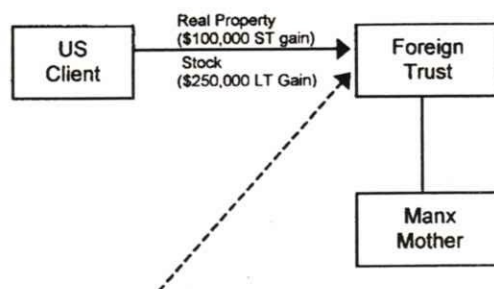 US
Client
Real Property
($100,000 ST gain)
Stock
($250,000 LT Gain)
Foreign
Trust
Manx
Mother